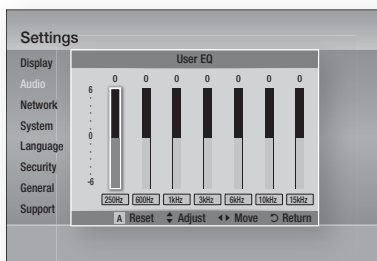 Settings
Display
Audio
Network
System
Language
Security
General
Support
User EQ
0 0 0 0 0 0 0
6
0
-6
250Hz 600Hz 1kHz 3kHz 6kHz 10kHz 15kHz
A Reset Adjust Move Return